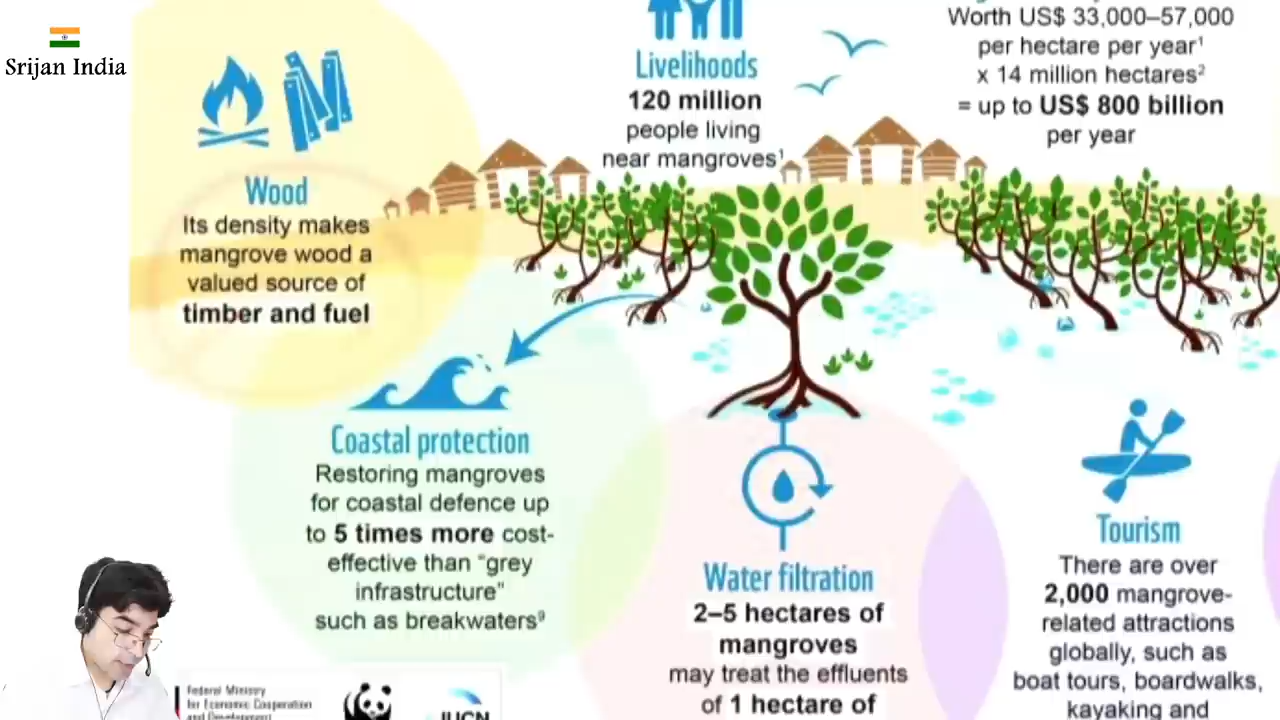 Srijan India
Wood
Its density makes
mangrove wood a
valued source of
timber and fuel
Livelihoods
120 million
people living
near mangroves¹
Worth US$ 33,000–57,000
per hectare per year¹
x 14 million hectares²
= up to US$ 800 billion
per year
Coastal protection
Restoring mangroves
for coastal defence up
to 5 times more cost-
effective than “grey
infrastructure”
such as breakwaters⁹
Water filtration
2–5 hectares of
mangroves
may treat the effluents
of 1 hectare of
Tourism
There are over
2,000 mangrove-
related attractions
globally, such as
boat tours, boardwalks,
kayaking and
Federal Ministry
for Economic Cooperation
and Development
IUCN